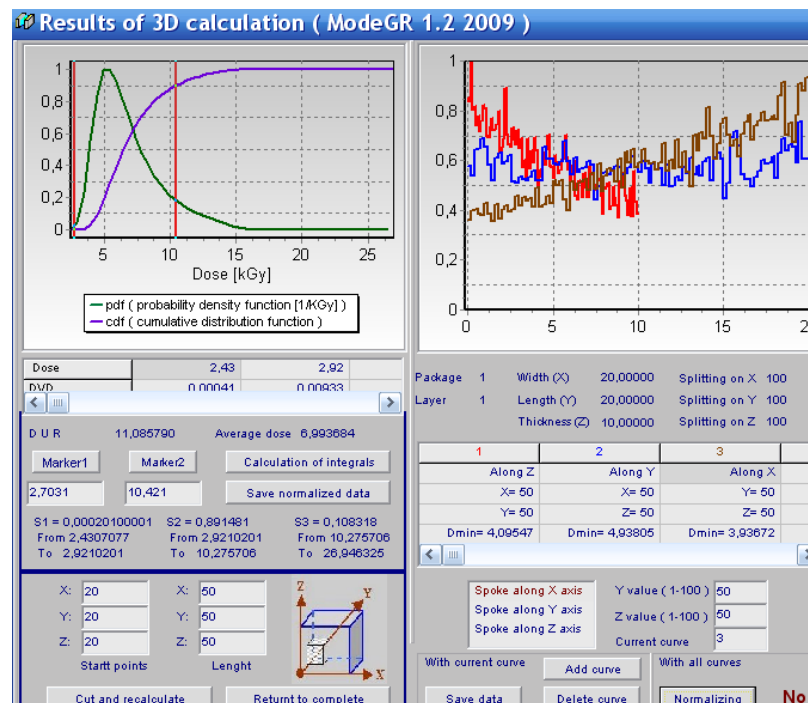 Results of 3D calculation ( ModeGR 1.2 2009 )
1
0,8
0,6
0,4
0,2
0
5 10 15 20 25
Dose [kGy]
pdf ( probability density function [1/KGy] )
cdf ( cumulative distribution function )
Dose 2,43 2,92
DVD 0,00041 0,00933
D U R 11,085790 Average dose 6,993684
Marker1 Marker2 Calculation of integrals
2,7031 10,421 Save normalized data
S1 = 0,00020100001 S2 = 0,891481 S3 = 0,108318
From 2,4307077 From 2,9210201 From 10,275706
To 2,9210201 To 10,275706 To 26,946325
X: 20 X: 50
Y: 20 Y: 50
Z: 20 Z: 50
Startt points Lenght
Z
Y
X
Cut and recalculate Returnt to complete
1
0,8
0,6
0,4
0,2
0
0 5 10 15 2
Package 1 Width (X) 20,00000 Splitting on X 100
Layer 1 Length (Y) 20,00000 Splitting on Y 100
Thickness (Z) 10,00000 Splitting on Z 100
1 2 3
Along Z Along Y Along X
X= 50 X= 50 Y= 50
Y= 50 Z= 50 Z= 50
Dmin= 4,09547 Dmin= 4,93805 Dmin= 3,93672
Spoke along X axis
Spoke along Y axis
Spoke along Z axis
Y value ( 1-100 ) 50
Z value ( 1-100 ) 50
Current curve 3
With current curve Add curve With all curves
Save data Delete curve Normalizing No